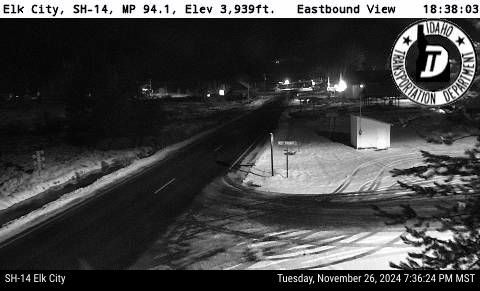 Elk City, SH-14, MP 94.1, Elev 3,939ft. Eastbound View 18:38:03
IDAHO
TRANSPORTATION DEPARTMENT
SH-14 Elk City
Tuesday, November 26, 2024 7:36:24 PM MST